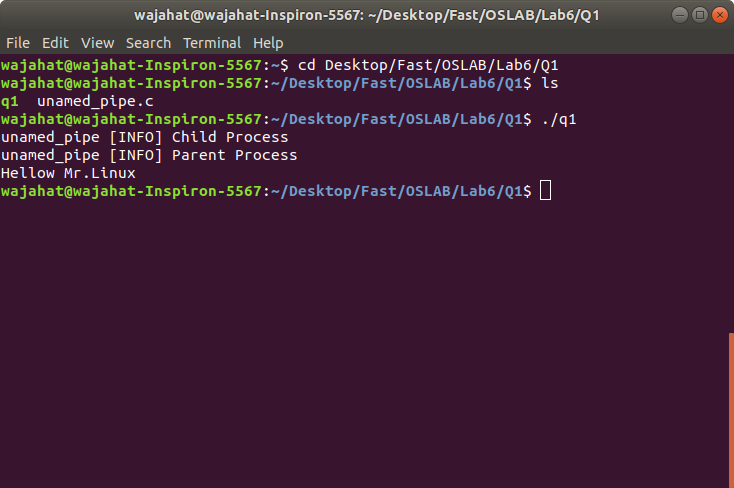 wajahat@wajahat-Inspiron-5567: ~/Desktop/Fast/OSLAB/Lab6/Q1
File Edit View Search Terminal Help
wajahat@wajahat-Inspiron-5567:~$ cd Desktop/Fast/OSLAB/Lab6/Q1
wajahat@wajahat-Inspiron-5567:~/Desktop/Fast/OSLAB/Lab6/Q1$ ls
q1  unamed_pipe.c
wajahat@wajahat-Inspiron-5567:~/Desktop/Fast/OSLAB/Lab6/Q1$ ./q1
unamed_pipe [INFO] Child Process
unamed_pipe [INFO] Parent Process
Hellow Mr.Linux
wajahat@wajahat-Inspiron-5567:~/Desktop/Fast/OSLAB/Lab6/Q1$